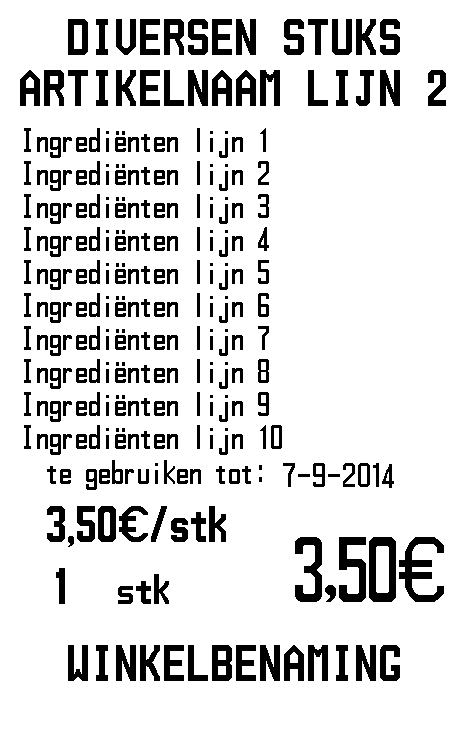 DIVERSEN STUKS
ARTIKELNAAM LIJN 2
Ingrediënten lijn 1
Ingrediënten lijn 2
Ingrediënten lijn 3
Ingrediënten lijn 4
Ingrediënten lijn 5
Ingrediënten lijn 6
Ingrediënten lijn 7
Ingrediënten lijn 8
Ingrediënten lijn 9
Ingrediënten lijn 10
te gebruiken tot: 7-9-2014
3,50€/stk
1 stk 3,50€
WINKELBENAMING